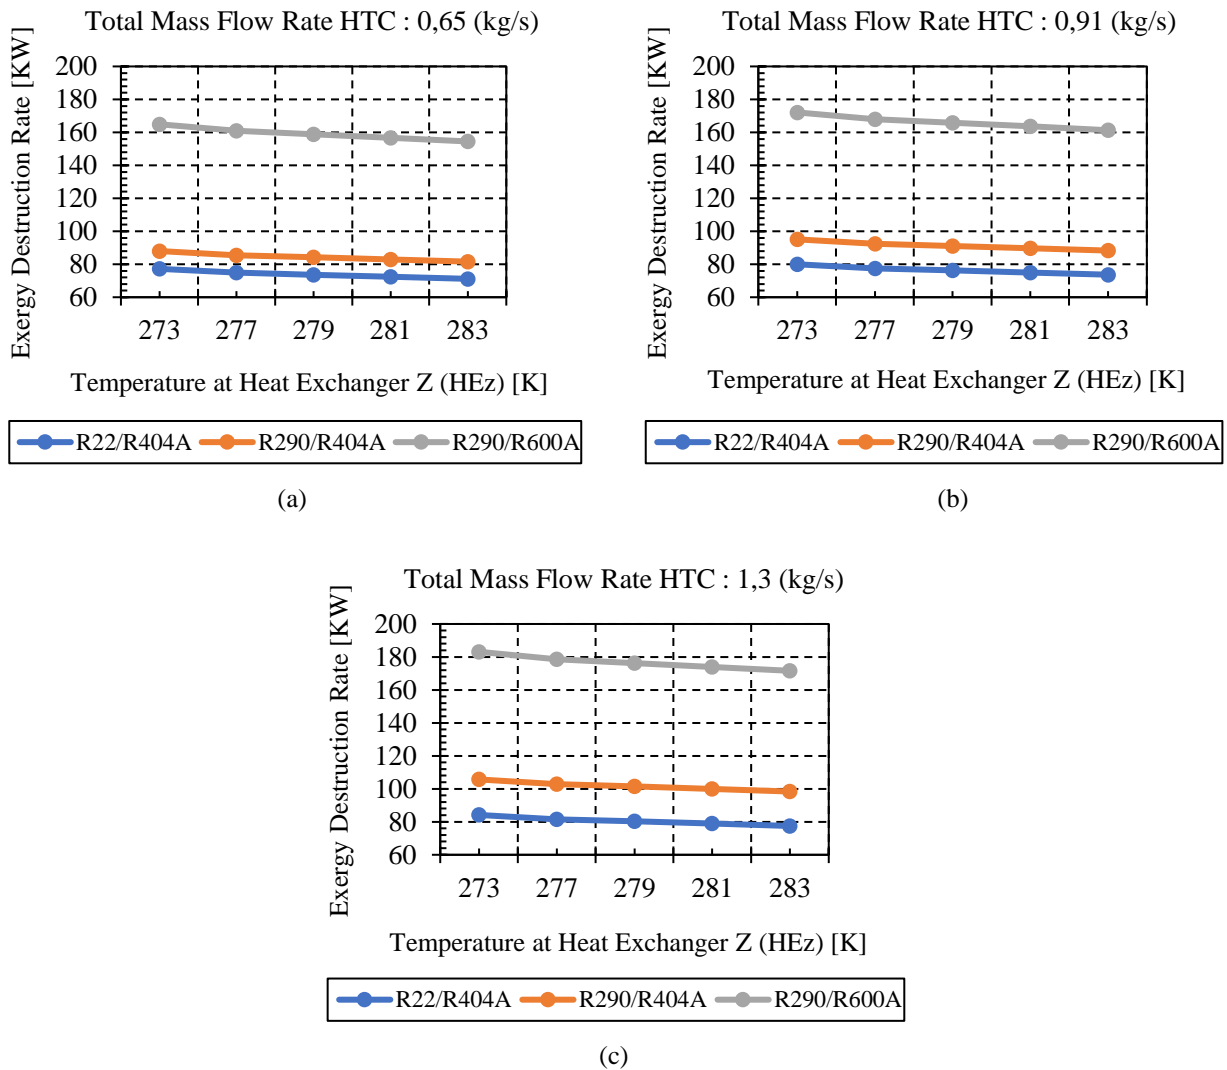 Total Mass Flow Rate HTC : 0,65 (kg/s)
Exergy Destruction Rate [KW]
200
180
160
140
120
100
80
60
273 277 279 281 283
Temperature at Heat Exchanger Z (HEz) [K]
R22/R404A R290/R404A R290/R600A
(a)
Total Mass Flow Rate HTC : 0,91 (kg/s)
Exergy Destruction Rate [KW]
200
180
160
140
120
100
80
60
273 277 279 281 283
Temperature at Heat Exchanger Z (HEz) [K]
R22/R404A R290/R404A R290/R600A
(b)
Total Mass Flow Rate HTC : 1,3 (kg/s)
Exergy Destruction Rate [KW]
200
180
160
140
120
100
80
60
273 277 279 281 283
Temperature at Heat Exchanger Z (HEz) [K]
R22/R404A R290/R404A R290/R600A
(c)